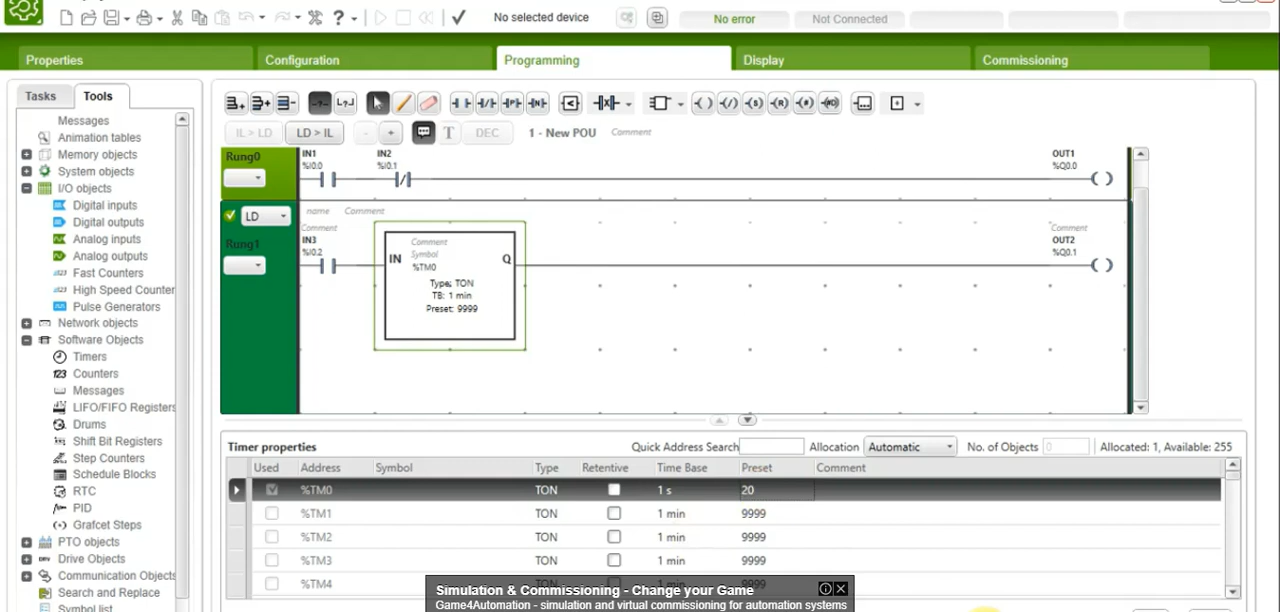 No selected device
No error
Not Connected
Properties
Configuration
Programming
Display
Commissioning
Tasks
Tools
Messages
Animation tables
Memory objects
System objects
I/O objects
Digital inputs
Digital outputs
Analog inputs
Analog outputs
Fast Counters
High Speed Counter
Pulse Generators
Network objects
Software Objects
Timers
Counters
Messages
LIFO/FIFO Registers
Drums
Shift Bit Registers
Step Counters
Schedule Blocks
RTC
PID
Grafcet Steps
PTO objects
Drive Objects
Communication Objects
Search and Replace
Symbol list
IL > LD
LD > IL
-
+
T
DEC
1 - New POU
Comment
Rung0
IN1
%I0.0
IN2
%I0.1
OUT1
%Q0.0
LD
name
Comment
Rung1
Comment
IN3
%I0.2
Comment
Symbol
%TM0
IN
Q
Type: TON
TB: 1 min
Preset: 9999
Comment
OUT2
%Q0.1
Timer properties
Quick Address Search
Allocation
Automatic
No. of Objects
0
Allocated: 1, Available: 255
Used Address Symbol Type Retentive Time Base Preset Comment
%TM0 TON 1 s 20
%TM1 TON 1 min 9999
%TM2 TON 1 min 9999
%TM3 TON 1 min 9999
%TM4
Simulation & Commissioning - Change your Game
Game4Automation - simulation and virtual commissioning for automation systems